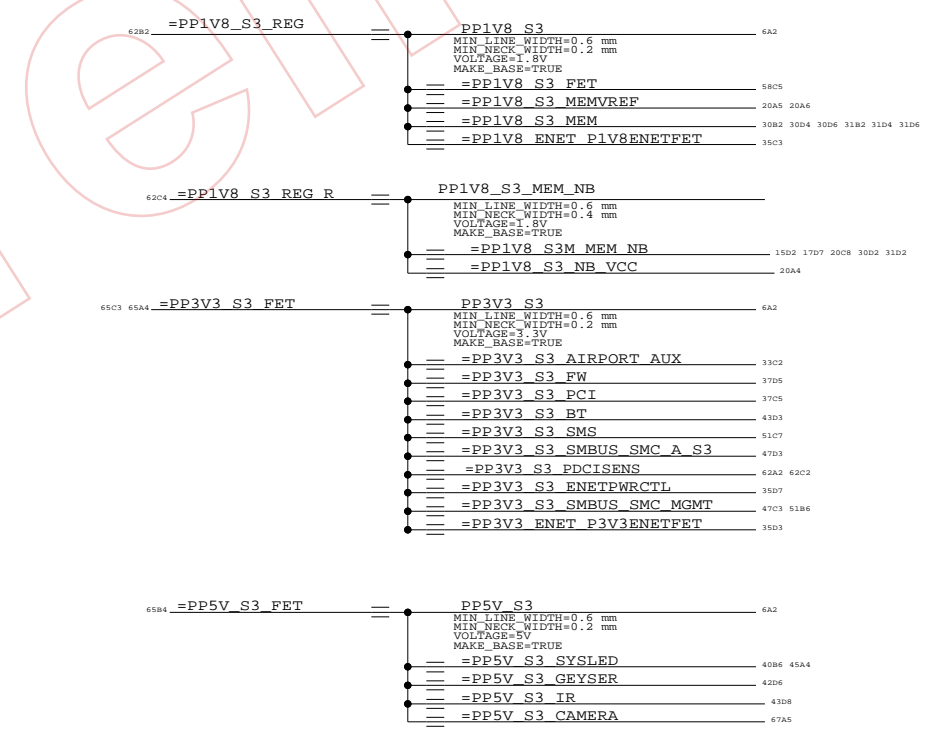 62B2 =PP1V8_S3_REG PP1V8_S3 6A2
MIN_LINE_WIDTH=0.6 mm
MIN_NECK_WIDTH=0.2 mm
VOLTAGE=1.8V
MAKE_BASE=TRUE
=PP1V8_S3_FET 58C5
=PP1V8_S3_MEMVREF 20A5 20A6
=PP1V8_S3_MEM 30B2 30D4 30D6 31B2 31D4 31D6
=PP1V8_ENET_P1V8ENETFET 35C3
62C4 =PP1V8_S3_REG_R PP1V8_S3_MEM_NB
MIN_LINE_WIDTH=0.6 mm
MIN_NECK_WIDTH=0.4 mm
VOLTAGE=1.8V
MAKE_BASE=TRUE
=PP1V8_S3M_MEM_NB 15D2 17D7 20C8 30D2 31D2
=PP1V8_S3_NB_VCC 20A4
65C3 65A4 =PP3V3_S3_FET PP3V3_S3 6A2
MIN_LINE_WIDTH=0.6 mm
MIN_NECK_WIDTH=0.2 mm
VOLTAGE=3.3V
MAKE_BASE=TRUE
=PP3V3_S3_AIRPORT_AUX 33C2
=PP3V3_S3_FW 37D5
=PP3V3_S3_PCI 37C5
=PP3V3_S3_BT 43D3
=PP3V3_S3_SMS 51C7
=PP3V3_S3_SMBUS_SMC_A_S3 47D3
=PP3V3_S3_PDCISENS 62A2 62C2
=PP3V3_S3_ENETPWRCTL 35D7
=PP3V3_S3_SMBUS_SMC_MGMT 47C3 51B6
=PP3V3_ENET_P3V3ENETFET 35D3
65B4 =PP5V_S3_FET PP5V_S3 6A2
MIN_LINE_WIDTH=0.6 mm
MIN_NECK_WIDTH=0.2 mm
VOLTAGE=5V
MAKE_BASE=TRUE
=PP5V_S3_SYSLED 40B6 45A4
=PP5V_S3_GEYSER 42D6
=PP5V_S3_IR 43D8
=PP5V_S3_CAMERA 67A5